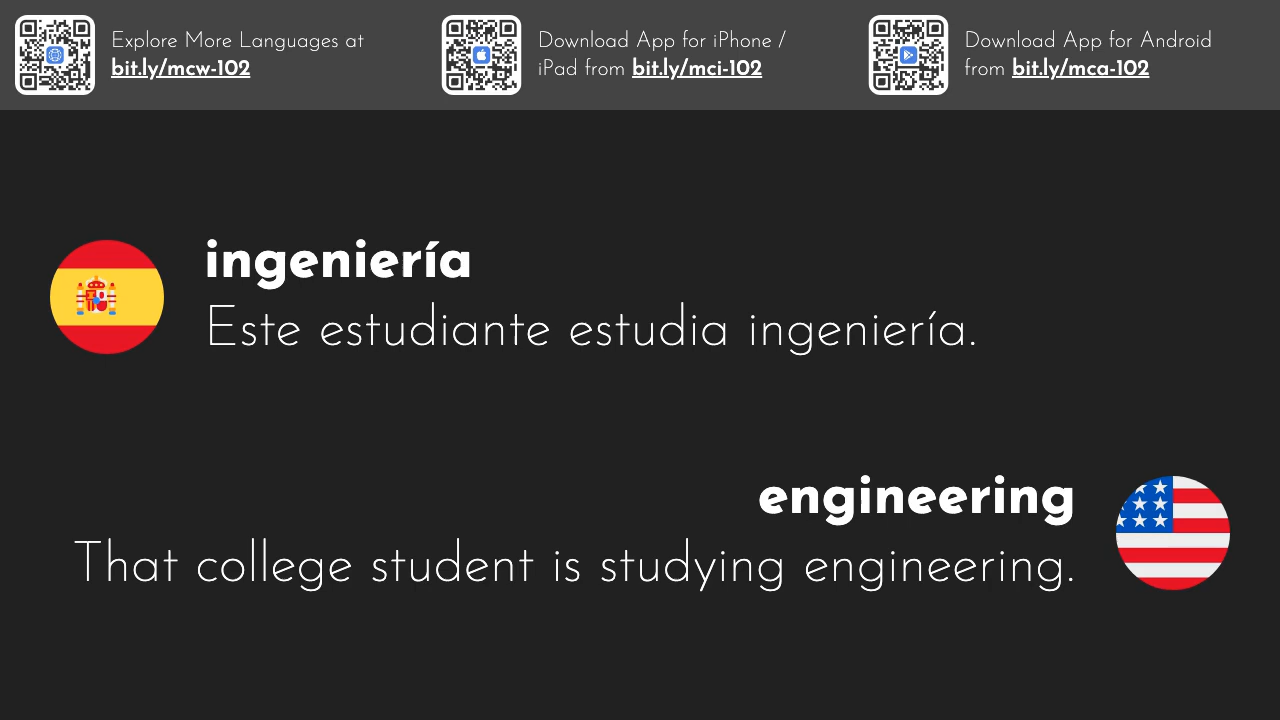 Explore More Languages at
bit.ly/mcw-102
Download App for iPhone /
iPad from bit.ly/mci-102
Download App for Android
from bit.ly/mca-102
ingeniería
Este estudiante estudia ingeniería.
engineering
That college student is studying engineering.